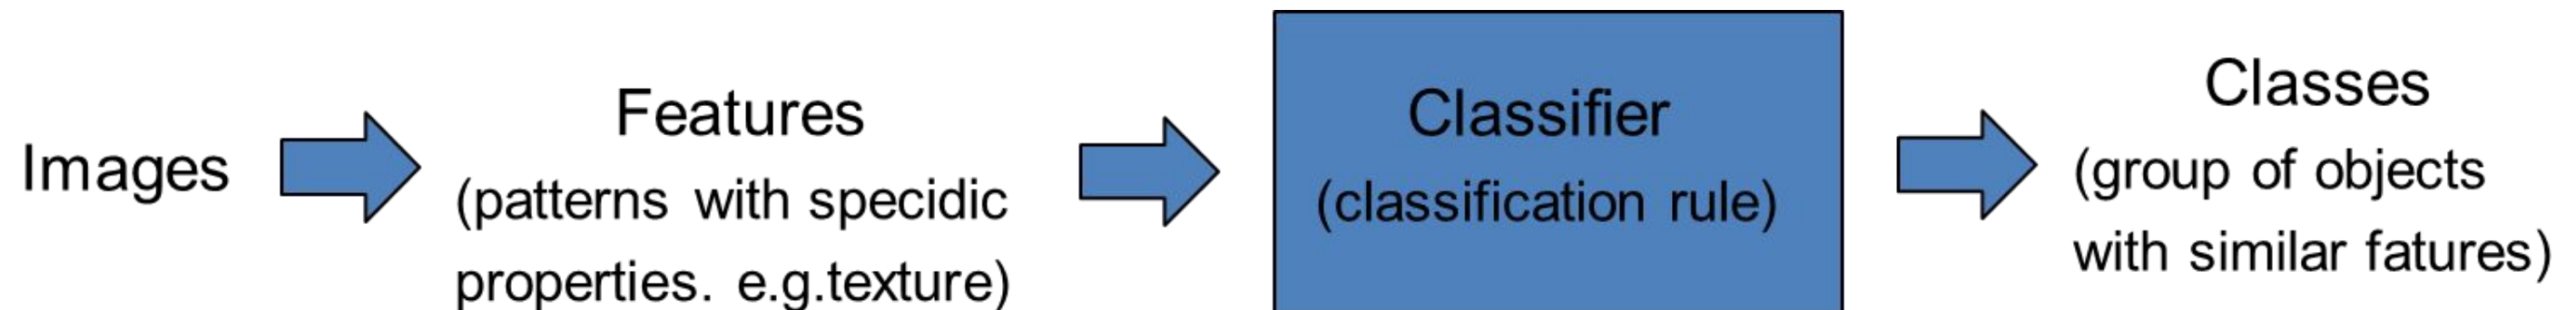 Images
Features
(patterns with specidic
properties. e.g.texture)
Classifier
(classification rule)
Classes
(group of objects
with similar fatures)